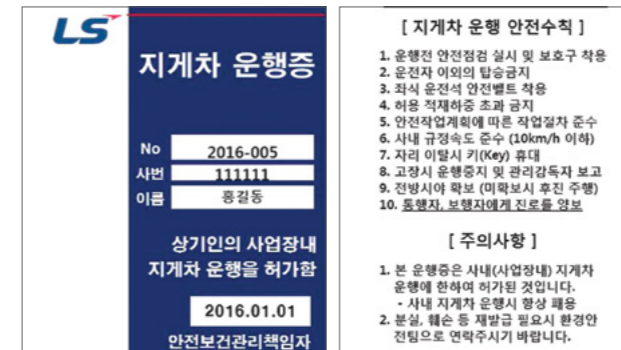 LS
지게차 운행증
No 2016-005
사번 111111
이름 홍길동
상기인의 사업장내
지게차 운행을 허가함
2016.01.01
안전보건관리책임자
[ 지게차 운행 안전수칙 ]
1. 운행전 안전점검 실시 및 보호구 착용
2. 운전자 이외의 탑승금지
3. 좌식 운전석 안전벨트 착용
4. 허용 적재하중 초과 금지
5. 안전작업계획에 따른 작업절차 준수
6. 사내 규정속도 준수 (10km/h 이하)
7. 자리 이탈시 키(Key) 휴대
8. 고장시 운행중지 및 관리감독자 보고
9. 전방시야 확보 (미확보시 후진 주행)
10. 통행자, 보행자에게 진로를 양보
[ 주의사항 ]
1. 본 운행증은 사내(사업장내) 지게차
운행에 한하여 허가된 것입니다.
- 사내 지게차 운행시 항상 패용
2. 분실, 훼손 등 재발급 필요시 환경안
전팀으로 연락주시기 바랍니다.